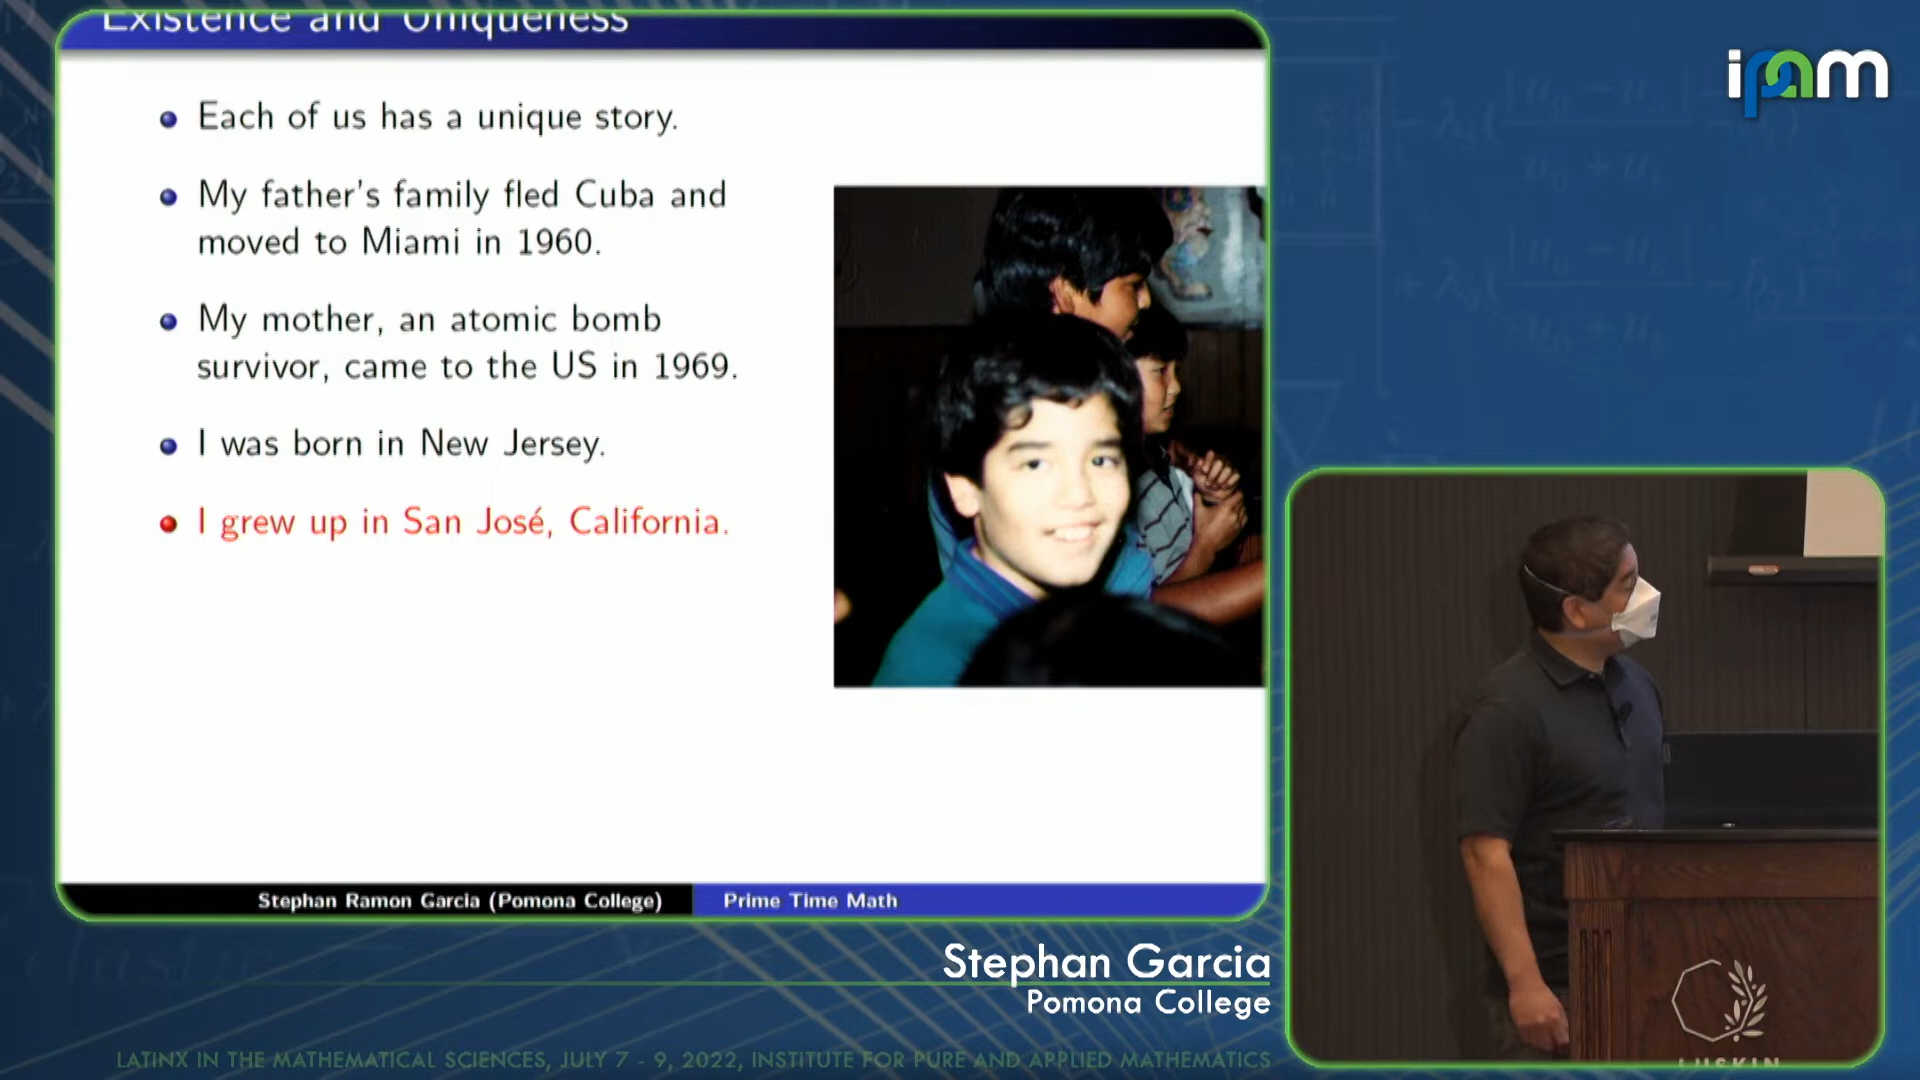 Existence and Uniqueness
Each of us has a unique story.
My father's family fled Cuba and
moved to Miami in 1960.
My mother, an atomic bomb
survivor, came to the US in 1969.
I was born in New Jersey.
I grew up in San José, California.
Stephan Ramon Garcia (Pomona College)
Prime Time Math
ipam
Stephan Garcia
Pomona College
LATINX IN THE MATHEMATICAL SCIENCES, JULY 7 - 9, 2022, INSTITUTE FOR PURE AND APPLIED MATHEMATICS
LUSKIN